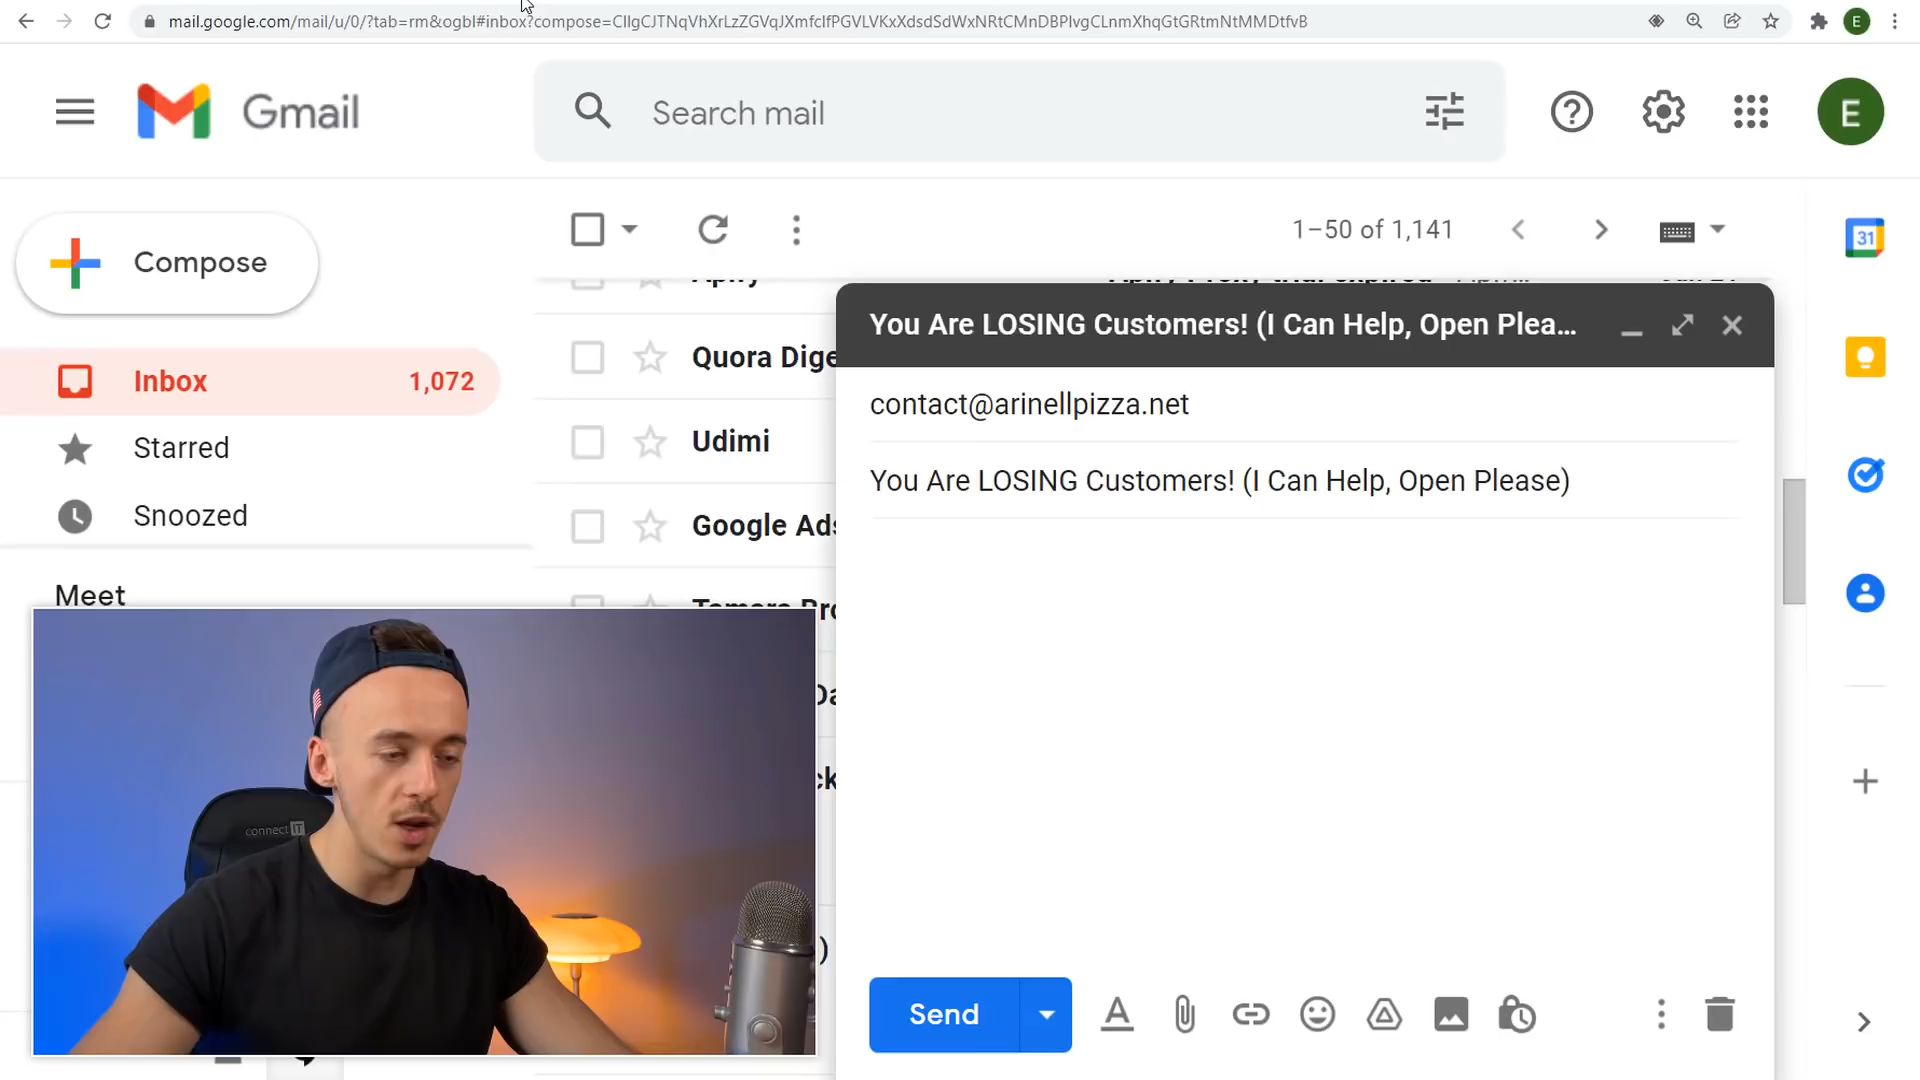 mail.google.com/mail/u/0/?tab=rm&ogbl#inbox?compose=CllgCJTNqVhXrLzZGVqJXmfclfPGVLVKxXdsdSdWxNRtCMnDBPlvgCLnmXhqGtGRtmNtMMDtfvB
E
Gmail
Search mail
E
Compose
1–50 of 1,141
31
Inbox 1,072
Starred
Snoozed
Meet
Quora Dige
Udimi
Google Ads
You Are LOSING Customers! (I Can Help, Open Plea...
contact@arinellpizza.net
You Are LOSING Customers! (I Can Help, Open Please)
connect IT
Send